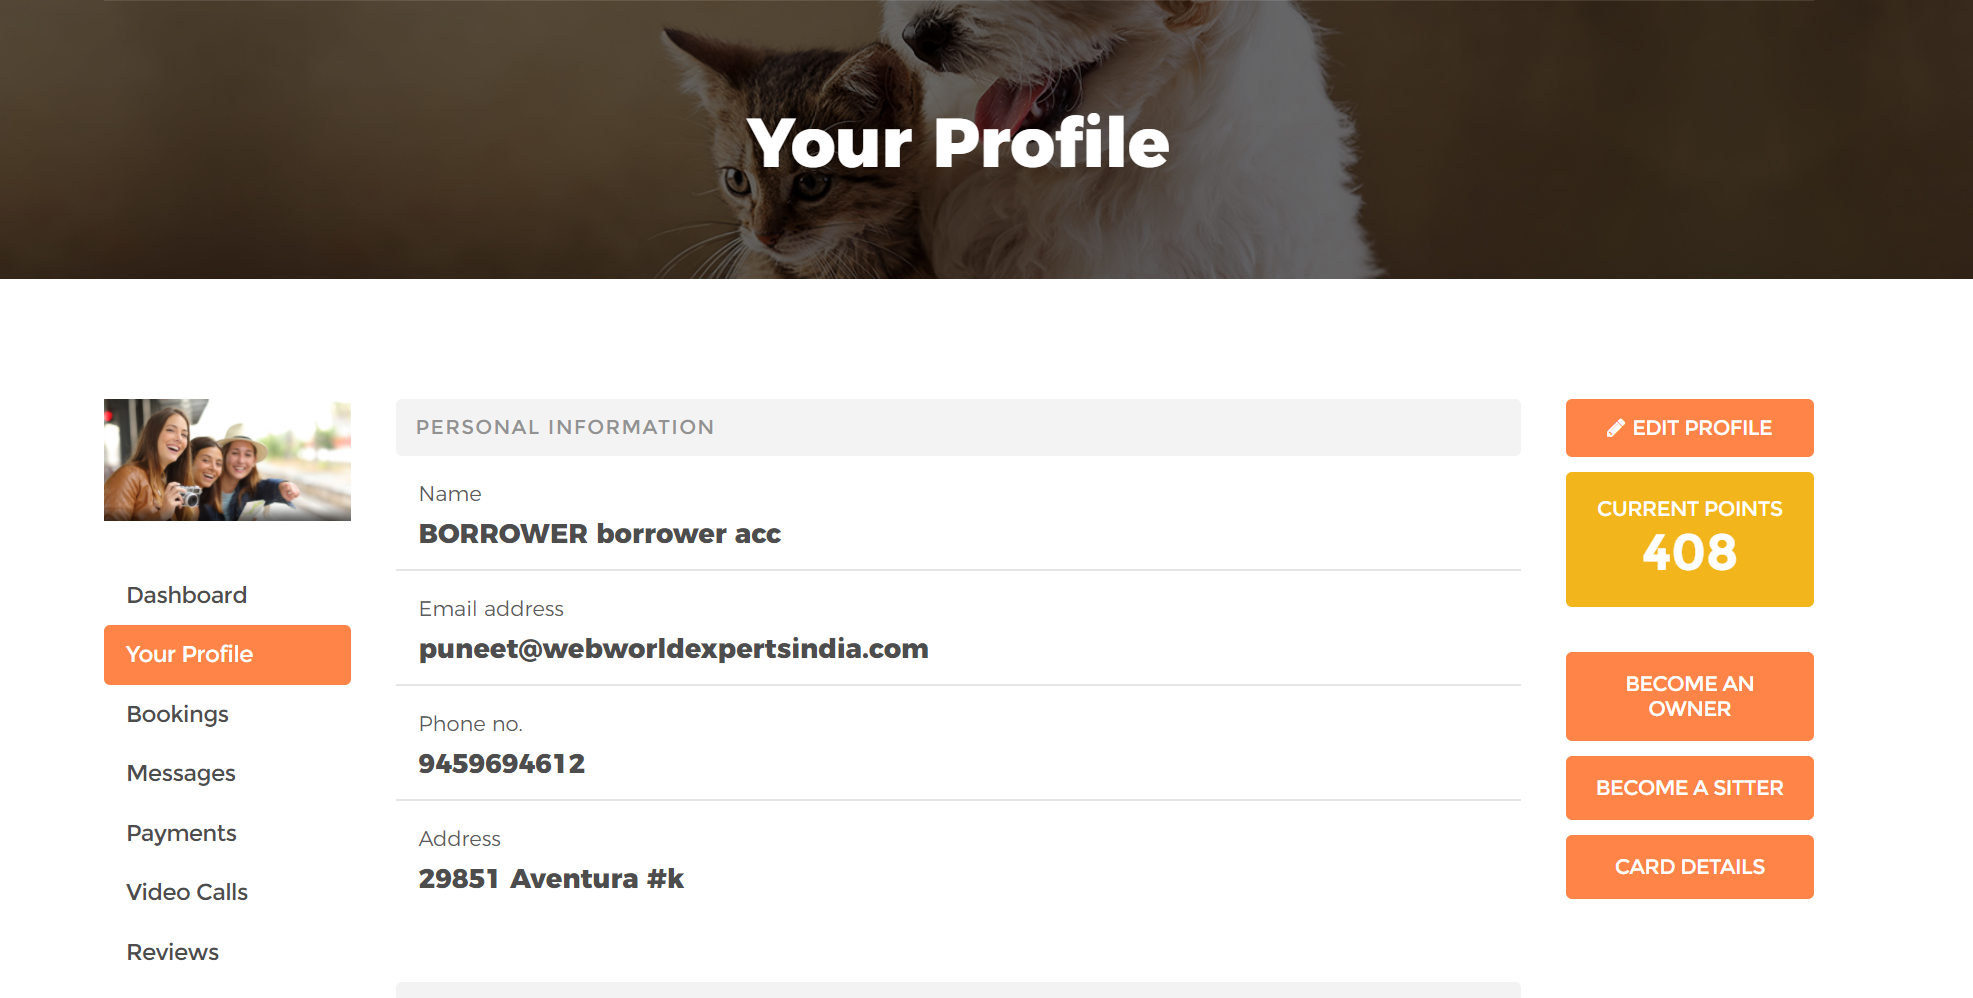 Your Profile
Dashboard
Your Profile
Bookings
Messages
Payments
Video Calls
Reviews
PERSONAL INFORMATION
Name
BORROWER borrower acc
Email address
puneet@webworldexpertsindia.com
Phone no.
9459694612
Address
29851 Aventura #k
EDIT PROFILE
CURRENT POINTS
408
BECOME AN
OWNER
BECOME A SITTER
CARD DETAILS